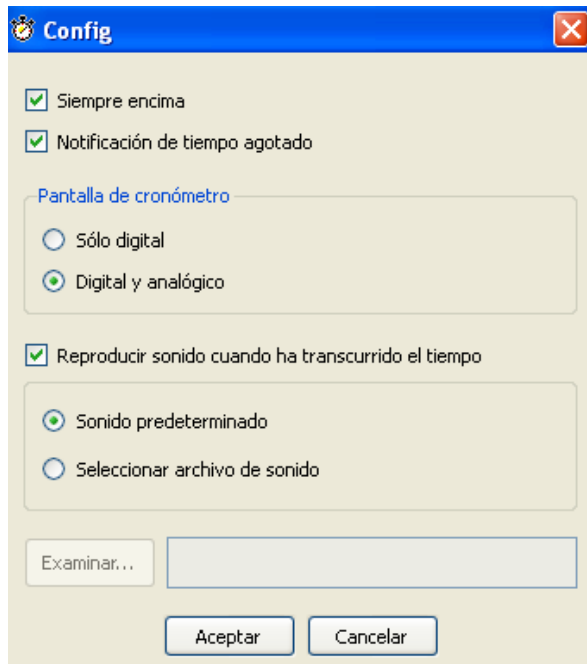 Config
Siempre encima
Notificación de tiempo agotado
Pantalla de cronómetro
Sólo digital
Digital y analógico
Reproducir sonido cuando ha transcurrido el tiempo
Sonido predeterminado
Seleccionar archivo de sonido
Examinar...
Aceptar Cancelar